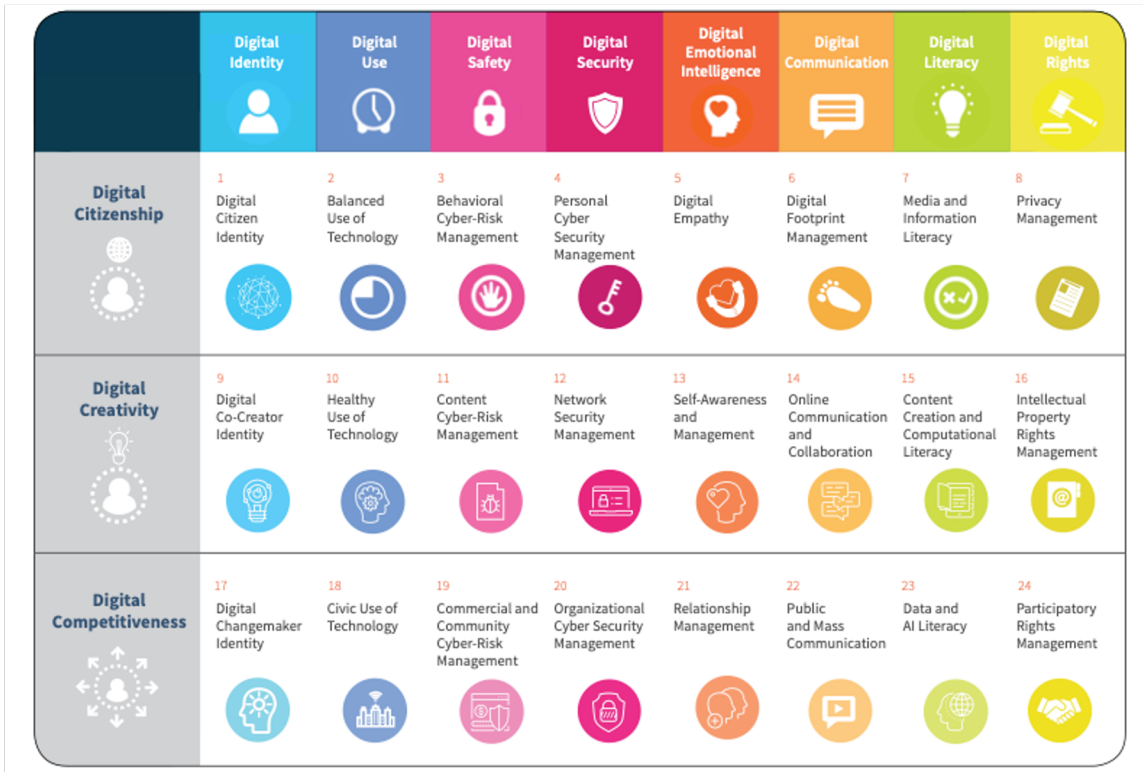 Digital
Identity
Digital
Use
Digital
Safety
Digital
Security
Digital
Emotional
Intelligence
Digital
Communication
Digital
Literacy
Digital
Rights
Digital
Citizenship
1
Digital
Citizen
Identity
2
Balanced
Use of
Technology
3
Behavioral
Cyber-Risk
Management
4
Personal
Cyber
Security
Management
5
Digital
Empathy
6
Digital
Footprint
Management
7
Media and
Information
Literacy
8
Privacy
Management
Digital
Creativity
9
Digital
Co-Creator
Identity
10
Healthy
Use of
Technology
11
Content
Cyber-Risk
Management
12
Network
Security
Management
13
Self-Awareness
and
Management
14
Online
Communication
and
Collaboration
15
Content
Creation and
Computational
Literacy
16
Intellectual
Property
Rights
Management
@
Digital
Competitiveness
17
Digital
Changemaker
Identity
18
Civic Use of
Technology
19
Commercial and
Community
Cyber-Risk
Management
$
20
Organizational
Cyber Security
Management
21
Relationship
Management
22
Public
and Mass
Communication
23
Data and
AI Literacy
24
Participatory
Rights
Management